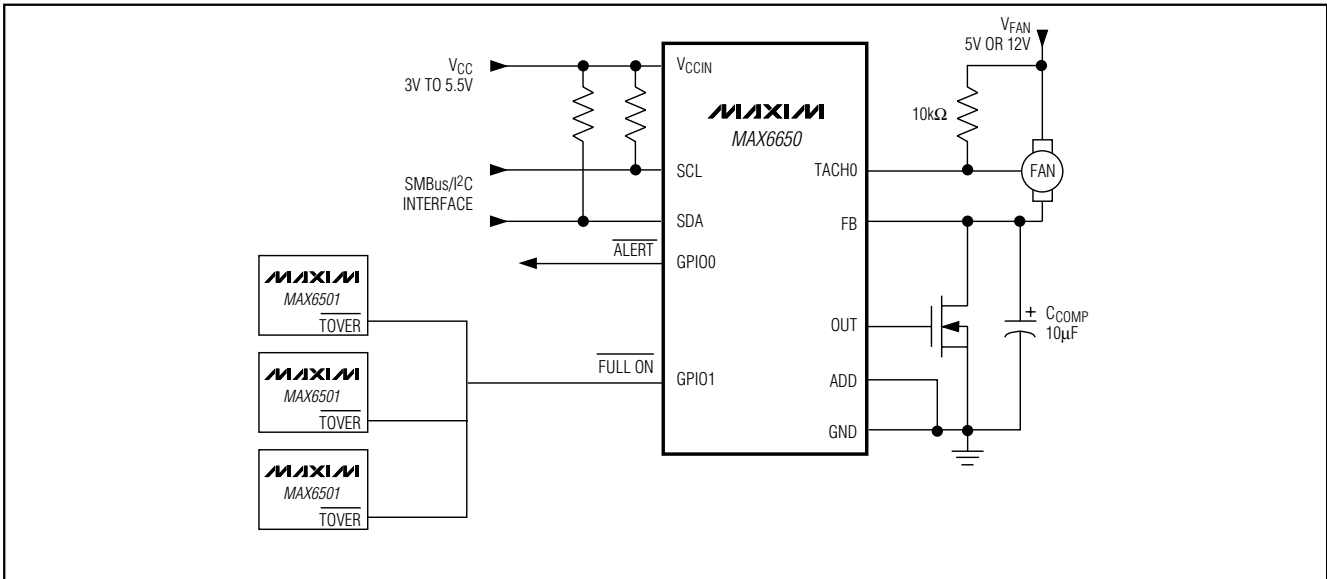 VFAN
5V OR 12V
VCC
3V TO 5.5V
VCCIN
MAXIM
MAX6650
10kΩ
SCL
TACH0
FAN
SMBus/I²C
INTERFACE
SDA
FB
ALERT
GPIO0
MAXIM
MAX6501
TOVER
+
CCOMP
10µF
OUT
FULL ON
GPIO1
ADD
MAXIM
MAX6501
TOVER
GND
MAXIM
MAX6501
TOVER